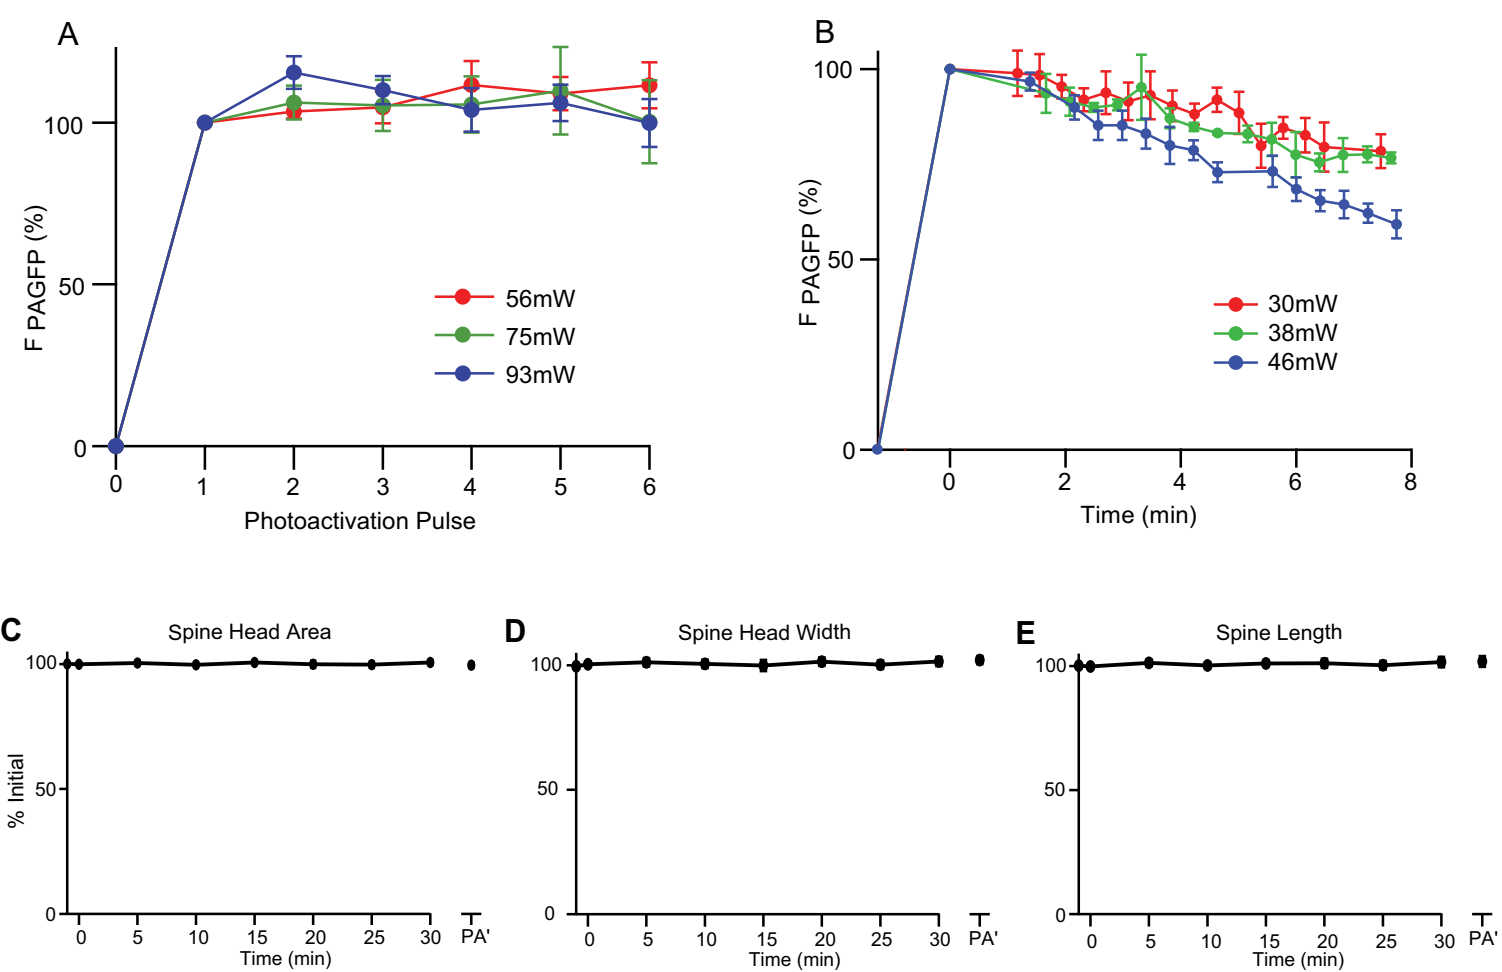 A
F PAGFP (%)
100
50
0
56mW
75mW
93mW
0 1 2 3 4 5 6
Photoactivation Pulse
B
F PAGFP (%)
100
50
0
30mW
38mW
46mW
0 2 4 6 8
Time (min)
C
Spine Head Area
% Initial
100
50
0
0 5 10 15 20 25 30 PA'
Time (min)
D
Spine Head Width
100
50
0
0 5 10 15 20 25 30 PA'
Time (min)
E
Spine Length
100
50
0
0 5 10 15 20 25 30 PA'
Time (min)